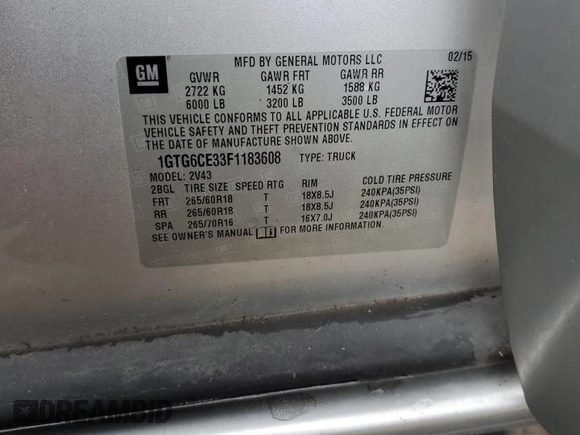 GM
MFD BY GENERAL MOTORS LLC 02/15
GVWR GAWR FRT GAWR RR
2722 KG 1452 KG 1588 KG
6000 LB 3200 LB 3500 LB
THIS VEHICLE CONFORMS TO ALL APPLICABLE U.S. FEDERAL MOTOR
VEHICLE SAFETY AND THEFT PREVENTION STANDARDS IN EFFECT ON
THE DATE OF MANUFACTURE SHOWN ABOVE.
1GTG6CE33F1183608 TYPE: TRUCK
MODEL: 2V43
2BGL TIRE SIZE SPEED RTG RIM COLD TIRE PRESSURE
FRT 265/60R18 T 18X8.5J 240KPA(35PSI)
RR 265/60R18 T 18X8.5J 240KPA(35PSI)
SPA 265/70R16 T 16X7.0J 240KPA(35PSI)
SEE OWNER'S MANUAL FOR MORE INFORMATION.
DREAMBID